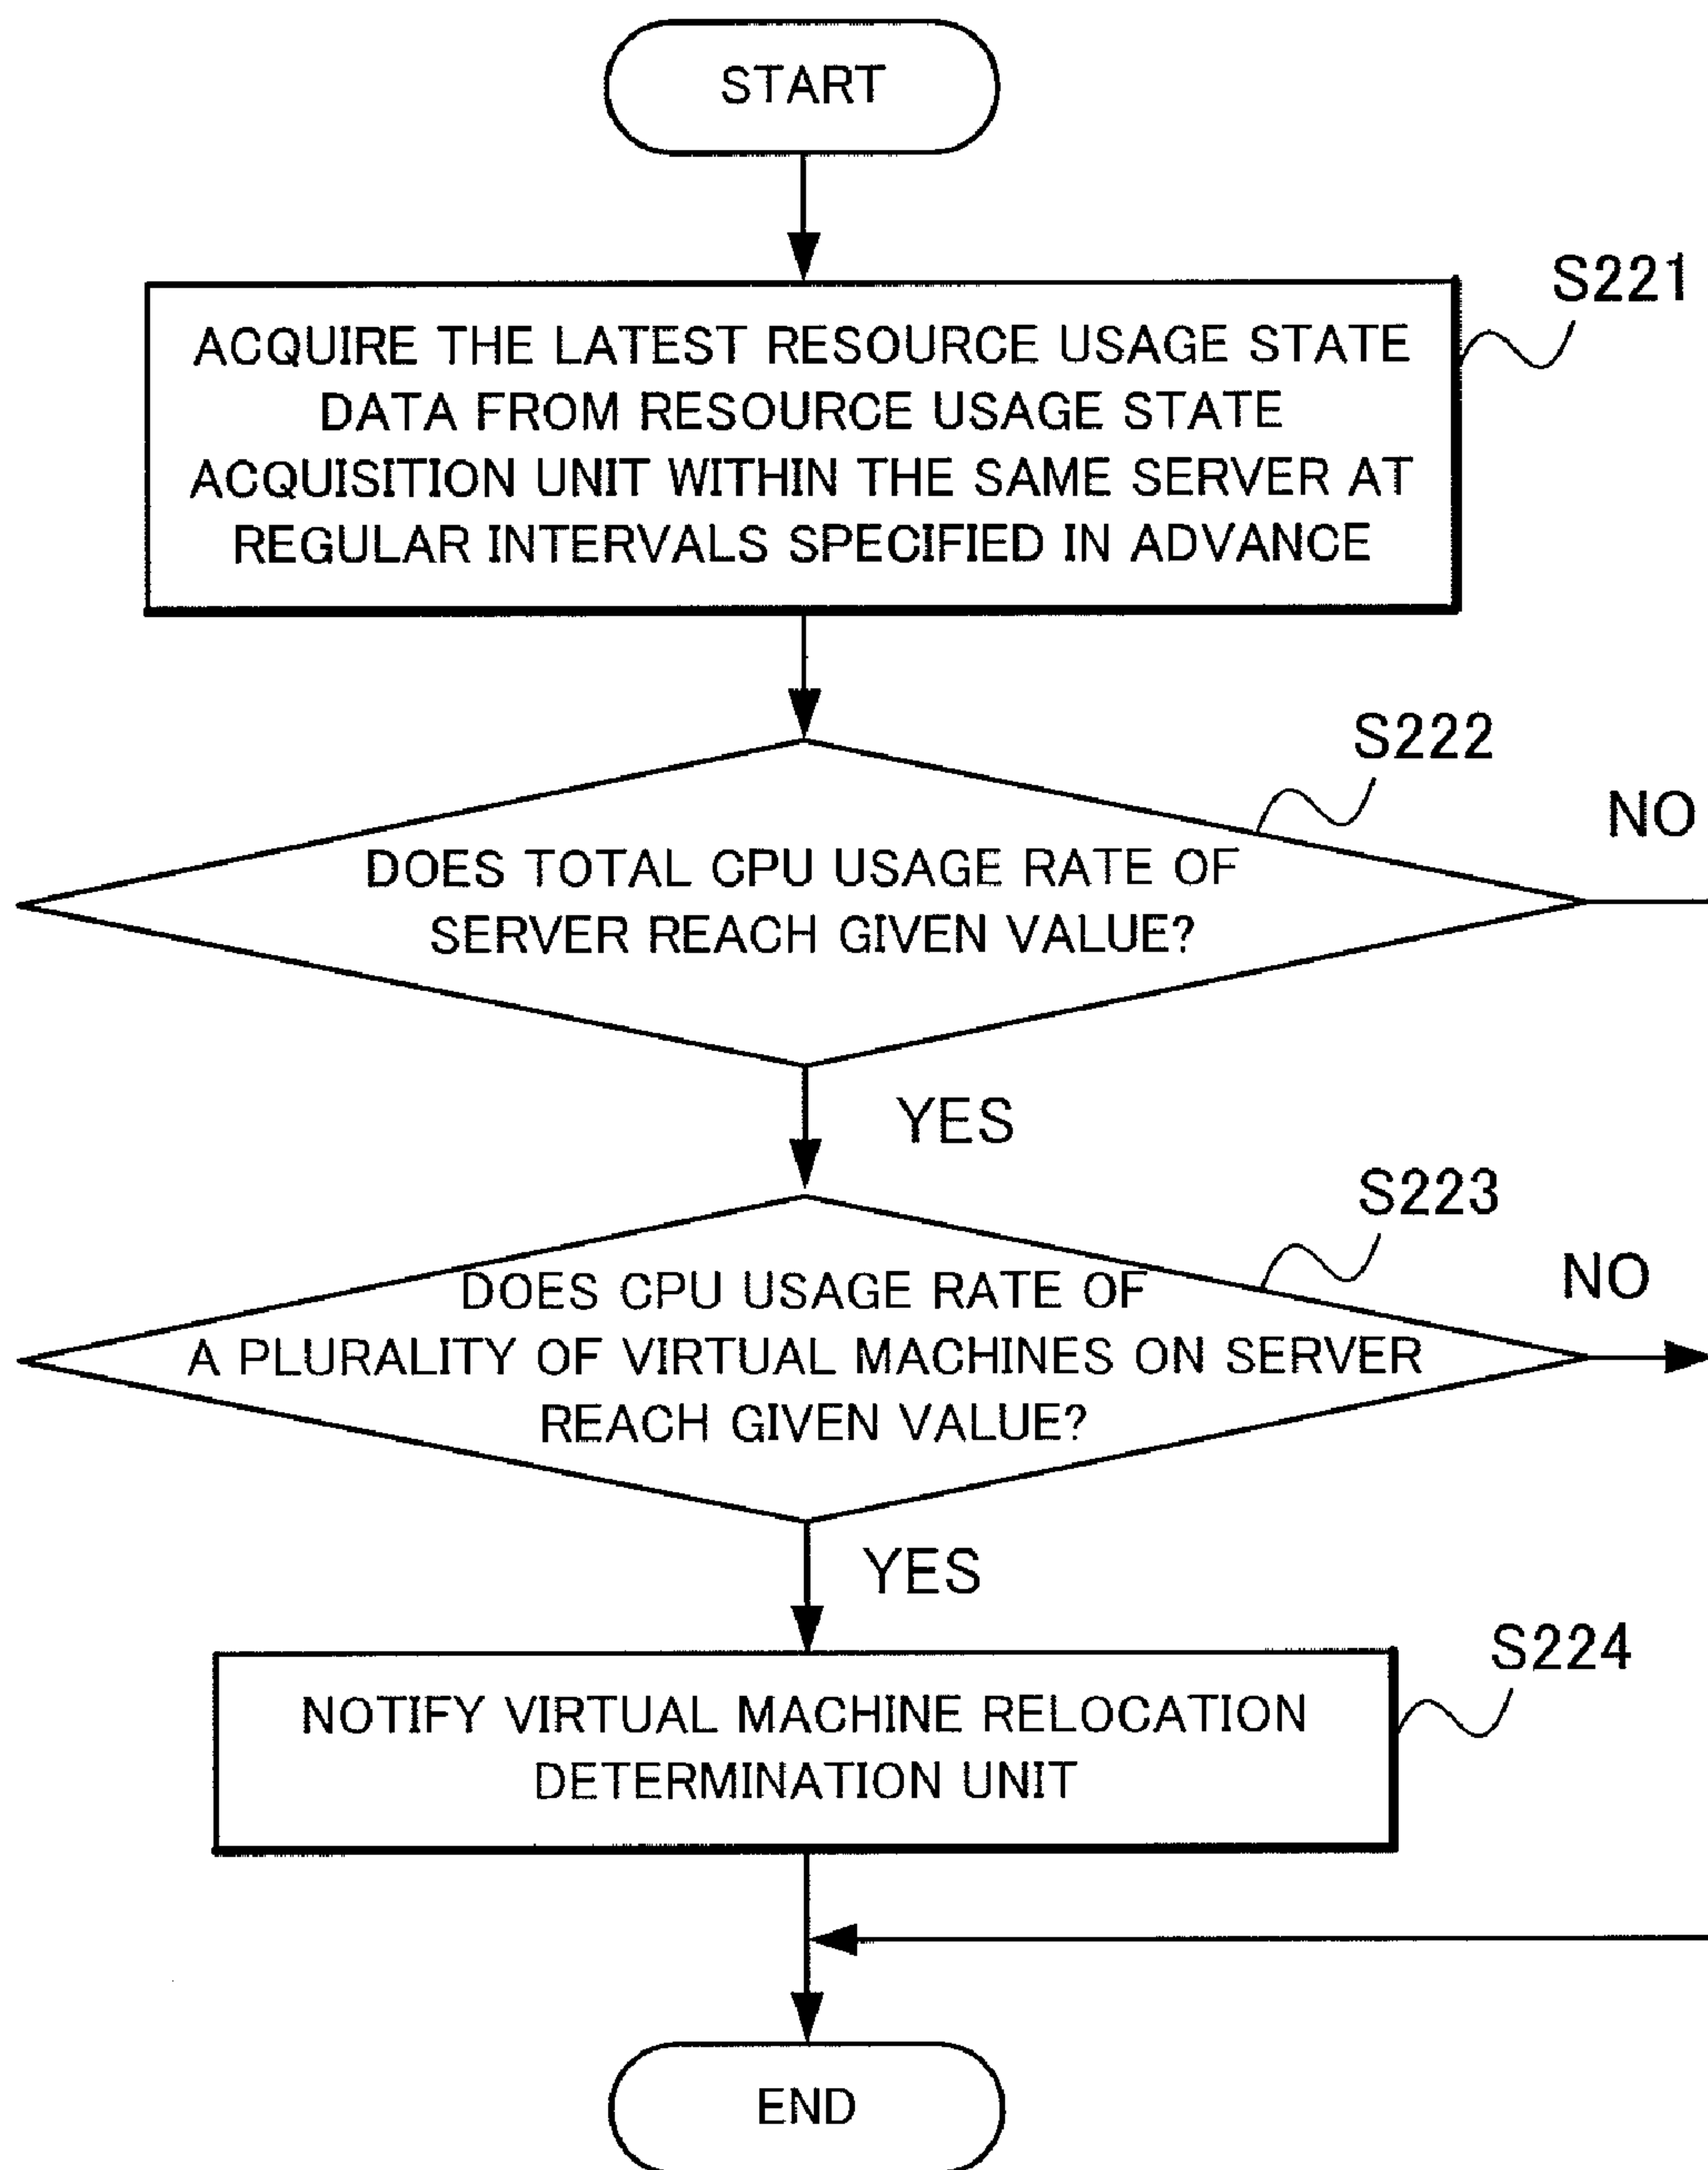 START
S221
ACQUIRE THE LATEST RESOURCE USAGE STATE
DATA FROM RESOURCE USAGE STATE
ACQUISITION UNIT WITHIN THE SAME SERVER AT
REGULAR INTERVALS SPECIFIED IN ADVANCE
S222
NO
DOES TOTAL CPU USAGE RATE OF
SERVER REACH GIVEN VALUE?
YES
S223
NO
DOES CPU USAGE RATE OF
A PLURALITY OF VIRTUAL MACHINES ON SERVER
REACH GIVEN VALUE?
YES
S224
NOTIFY VIRTUAL MACHINE RELOCATION
DETERMINATION UNIT
END